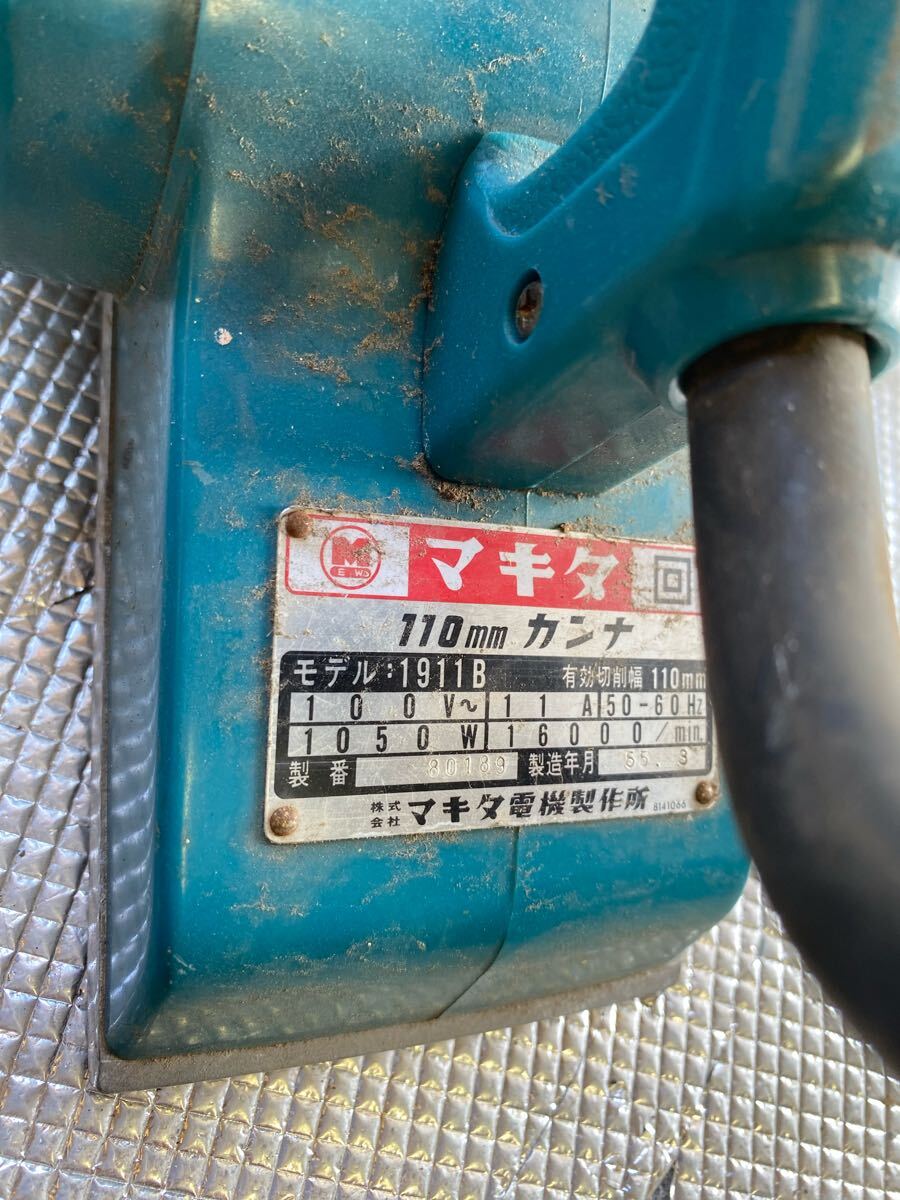 M
E W
マキタ
110mm カンナ
モデル:1911B 有効切削幅 110mm
100V~ 11A 50-60Hz
1050W 16000/min.
製番 80189 製造年月 55.3
株式会社 マキタ電機製作所 8141066